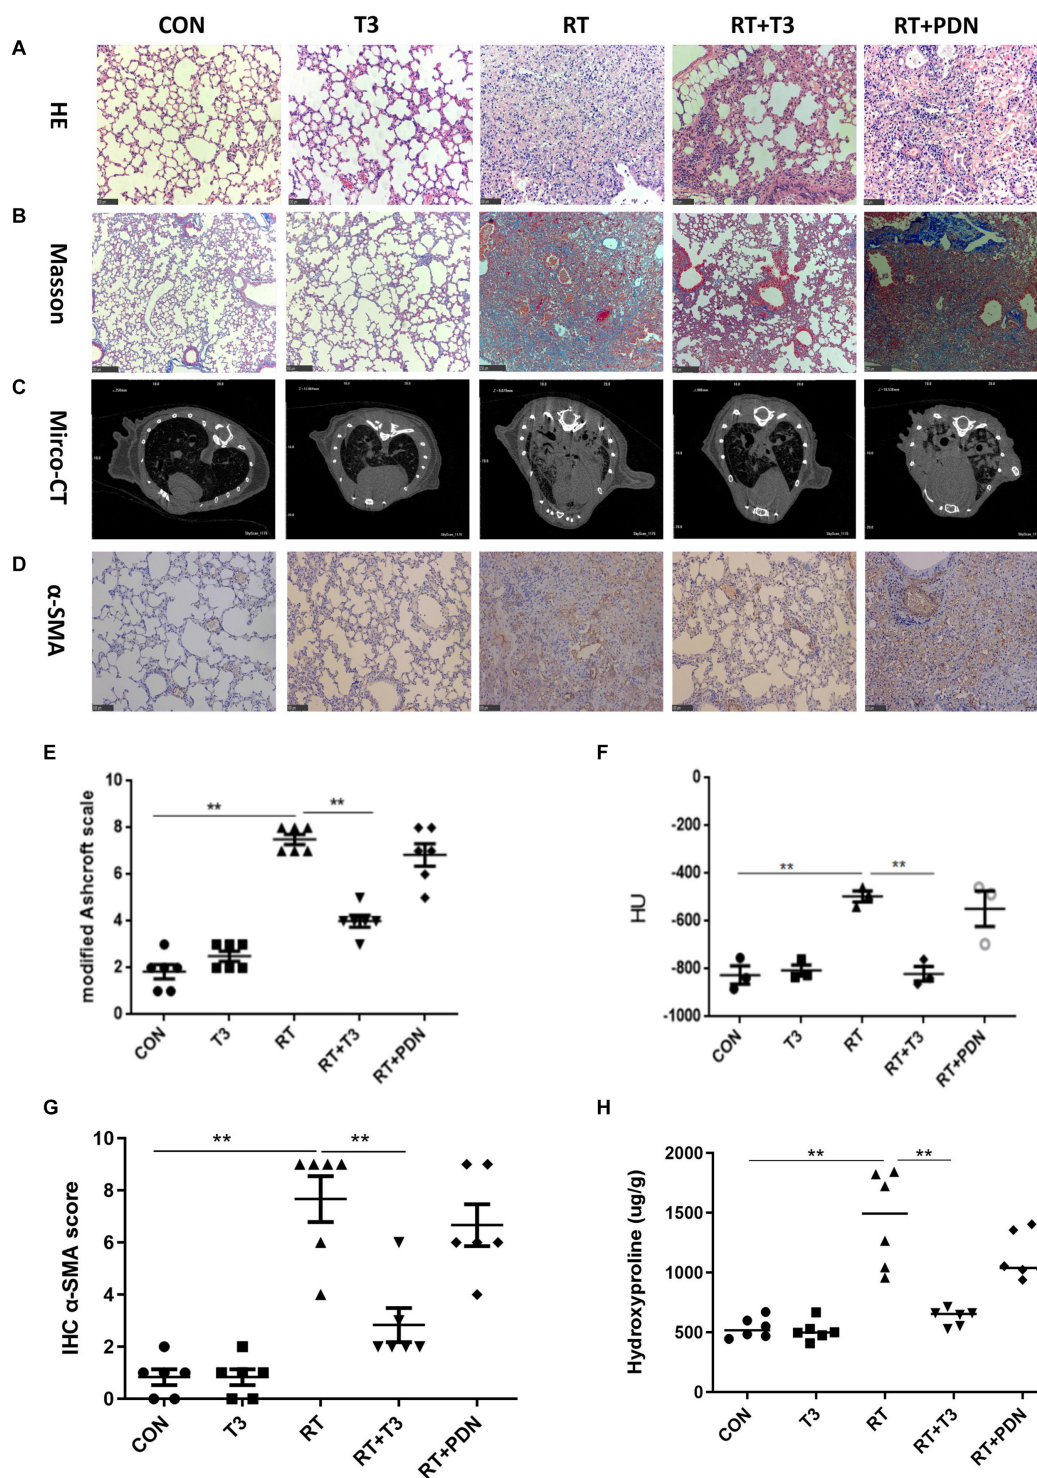 CON T3 RT RT+T3 RT+PDN
A
HE
B
Masson
C
Mirco-CT
D
α-SMA
E
modified Ashcroft scale
10
8
6
4
2
0
**
**
CON T3 RT RT+T3 RT+PDN
F
HU
0
-200
-400
-600
-800
-1000
**
**
CON T3 RT RT+T3 RT+PDN
G
IHC α-SMA score
10
8
6
4
2
0
**
**
CON T3 RT RT+T3 RT+PDN
H
Hydroxyproline (ug/g)
2000
1500
1000
500
0
**
**
CON T3 RT RT+T3 RT+PDN